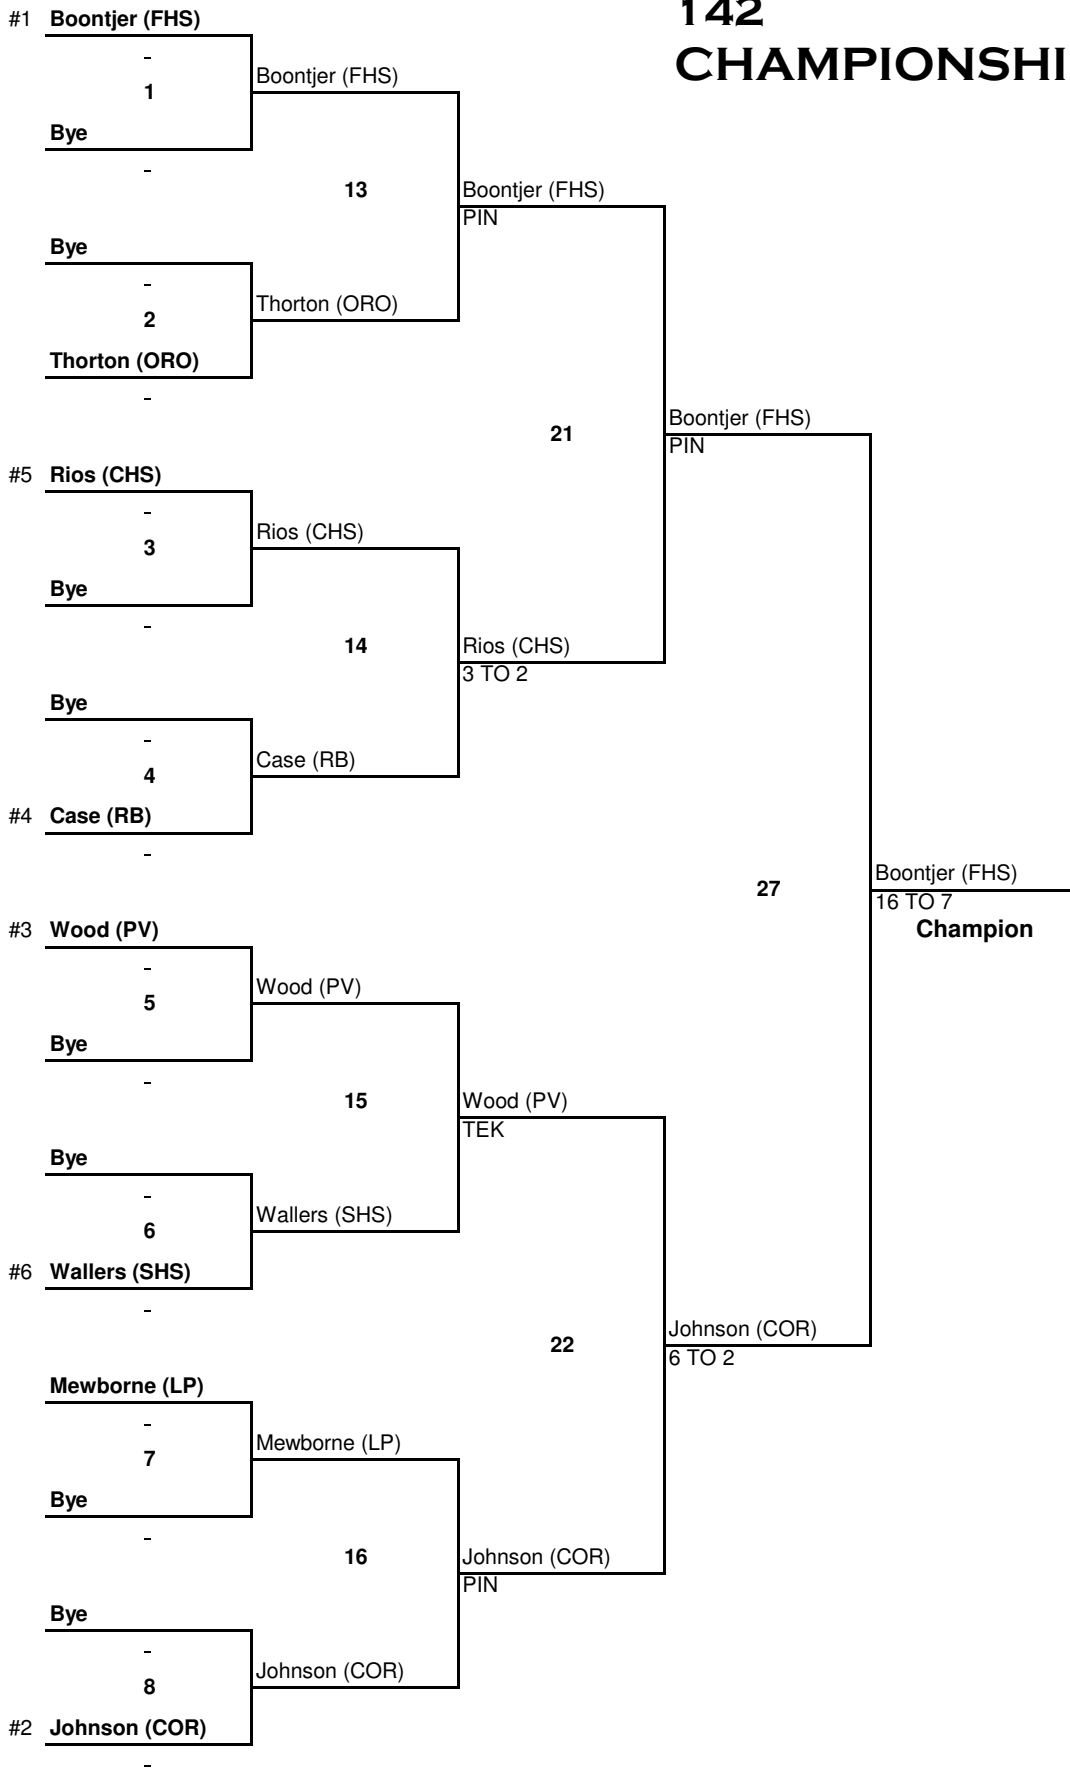 142
CHAMPIONSHI
#1 Boontjer (FHS)
-
1
Boontjer (FHS)
Bye
-
13
Boontjer (FHS)
PIN
Bye
-
2
Thorton (ORO)
Thorton (ORO)
-
21
Boontjer (FHS)
PIN
#5 Rios (CHS)
-
3
Rios (CHS)
Bye
-
14
Rios (CHS)
3 TO 2
Bye
-
4
Case (RB)
#4 Case (RB)
-
27
Boontjer (FHS)
16 TO 7
Champion
#3 Wood (PV)
-
5
Wood (PV)
Bye
-
15
Wood (PV)
TEK
Bye
-
6
Wallers (SHS)
#6 Wallers (SHS)
-
22
Johnson (COR)
6 TO 2
Mewborne (LP)
-
7
Mewborne (LP)
Bye
-
16
Johnson (COR)
PIN
Bye
-
8
Johnson (COR)
#2 Johnson (COR)
-